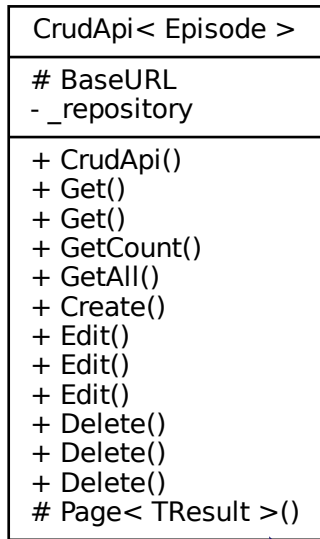 CrudApi< Episode >
# BaseURL
- _repository
+ CrudApi()
+ Get()
+ Get()
+ GetCount()
+ GetAll()
+ Create()
+ Edit()
+ Edit()
+ Edit()
+ Delete()
+ Delete()
+ Delete()
# Page< TResult >()